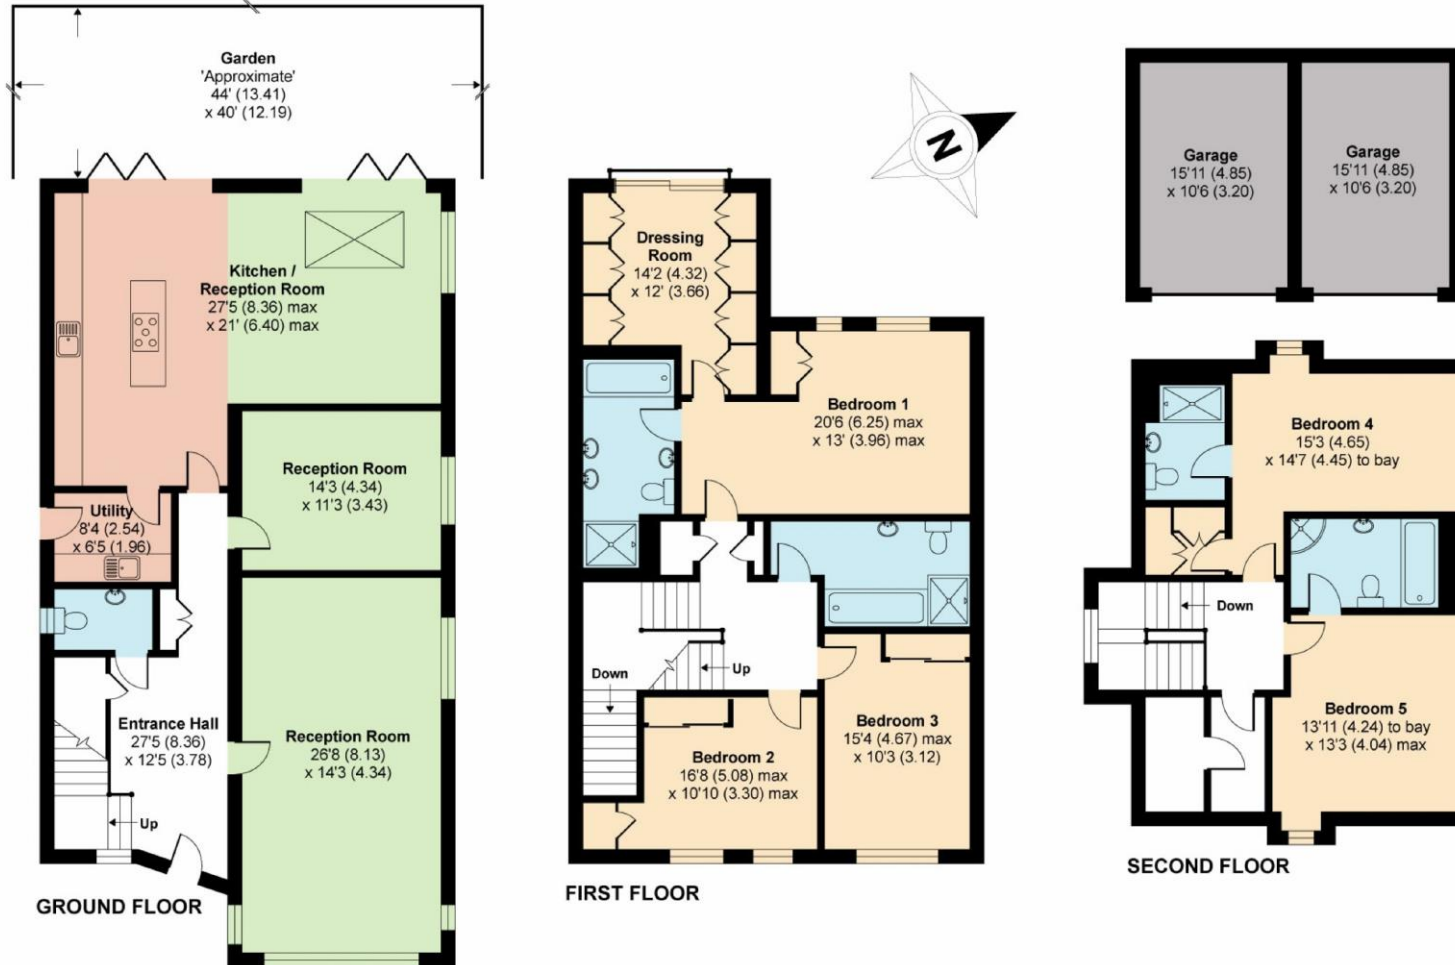 Garden
'Approximate'
44' (13.41)
x 40' (12.19)
Kitchen /
Reception Room
27'5 (8.36) max
x 21' (6.40) max
Reception Room
14'3 (4.34)
x 11'3 (3.43)
Utility
8'4 (2.54)
x 6'5 (1.96)
Entrance Hall
27'5 (8.36)
x 12'5 (3.78)
Reception Room
26'8 (8.13)
x 14'3 (4.34)
Up
GROUND FLOOR
N
Dressing
Room
14'2 (4.32)
x 12' (3.66)
Bedroom 1
20'6 (6.25) max
x 13' (3.96) max
Down
Up
Bedroom 2
16'8 (5.08) max
x 10'10 (3.30) max
Bedroom 3
15'4 (4.67) max
x 10'3 (3.12)
FIRST FLOOR
Garage
15'11 (4.85)
x 10'6 (3.20)
Garage
15'11 (4.85)
x 10'6 (3.20)
Bedroom 4
15'3 (4.65)
x 14'7 (4.45) to bay
Down
Bedroom 5
13'11 (4.24) to bay
x 13'3 (4.04) max
SECOND FLOOR